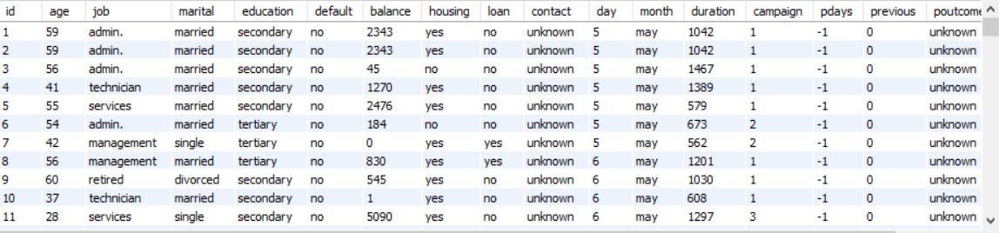 id age job marital education default balance housing loan contact day month duration campaign pdays previous poutcome
1 59 admin. married secondary no 2343 yes no unknown 5 may 1042 1 -1 0 unknown
2 59 admin. married secondary no 2343 yes no unknown 5 may 1042 1 -1 0 unknown
3 56 admin. married secondary no 45 no no unknown 5 may 1467 1 -1 0 unknown
4 41 technician married secondary no 1270 yes no unknown 5 may 1389 1 -1 0 unknown
5 55 services married secondary no 2476 yes no unknown 5 may 579 1 -1 0 unknown
6 54 admin. married tertiary no 184 no no unknown 5 may 673 2 -1 0 unknown
7 42 management single tertiary no 0 yes yes unknown 5 may 562 2 -1 0 unknown
8 56 management married tertiary no 830 yes yes unknown 6 may 1201 1 -1 0 unknown
9 60 retired divorced secondary no 545 yes no unknown 6 may 1030 1 -1 0 unknown
10 37 technician married secondary no 1 yes no unknown 6 may 608 1 -1 0 unknown
11 28 services single secondary no 5090 yes no unknown 6 may 1297 3 -1 0 unknown